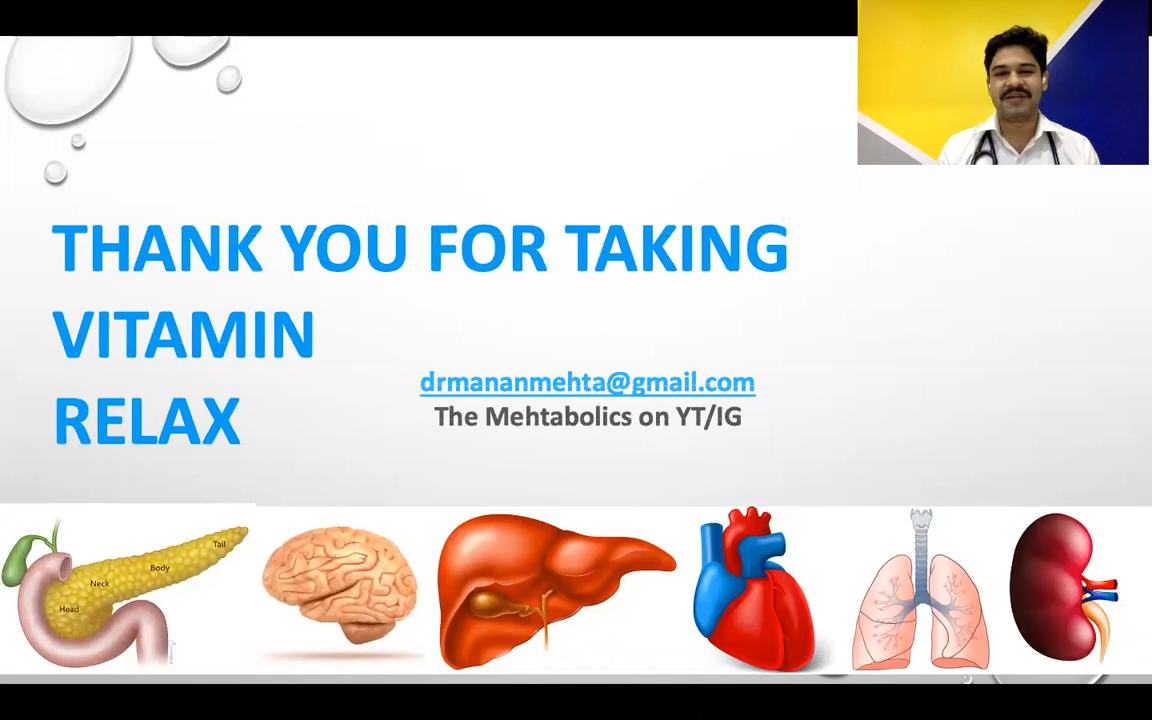 THANK YOU FOR TAKING
VITAMIN
RELAX
drmananmehta@gmail.com
The Mehtabolics on YT/IG
Tail
Body
Neck
Head